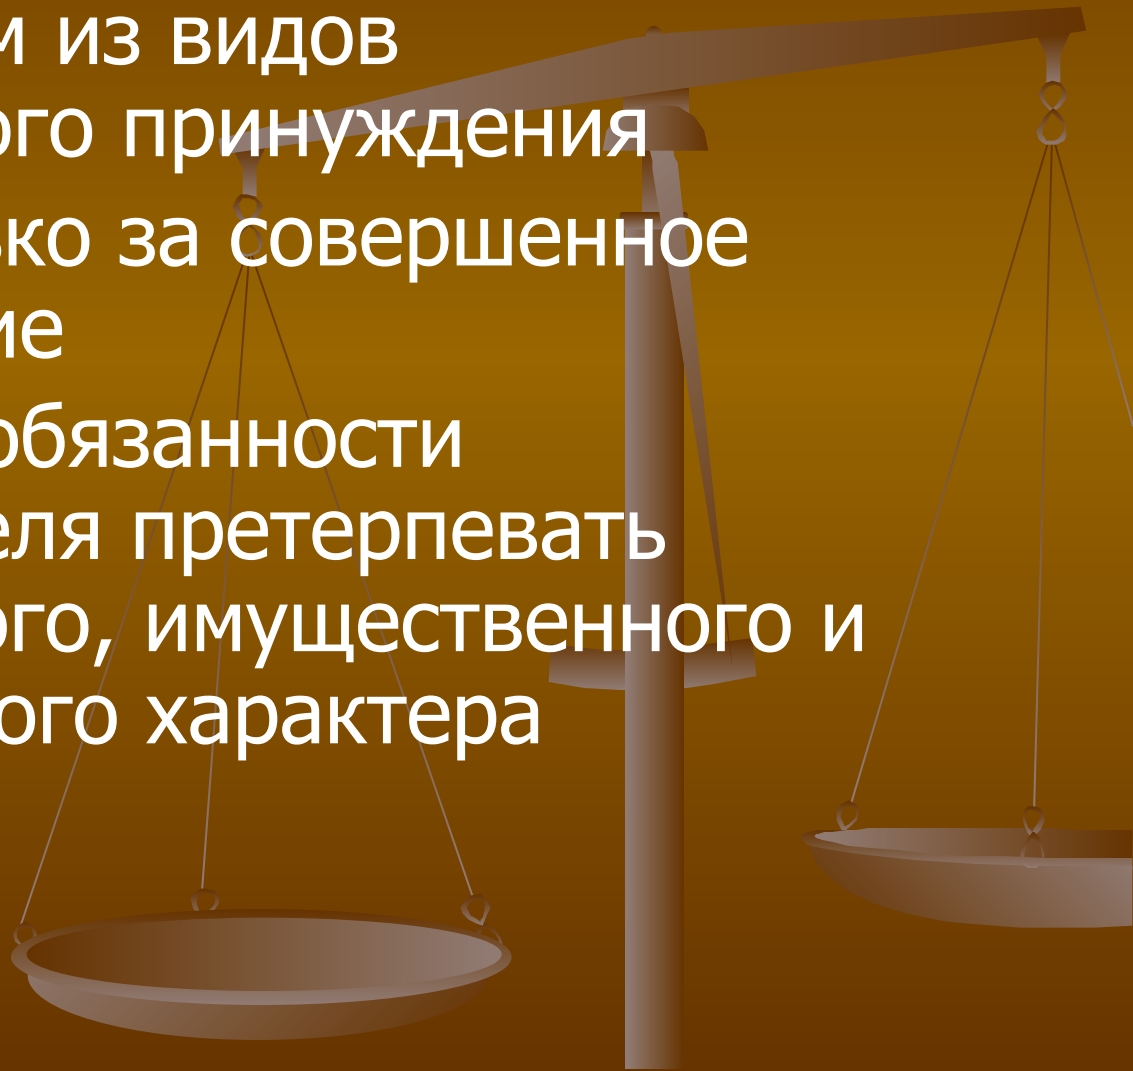 м из видов
ого принуждения
ько за совершенное
ие
обязанности
еля претерпевать
ого, имущественного и
ого характера